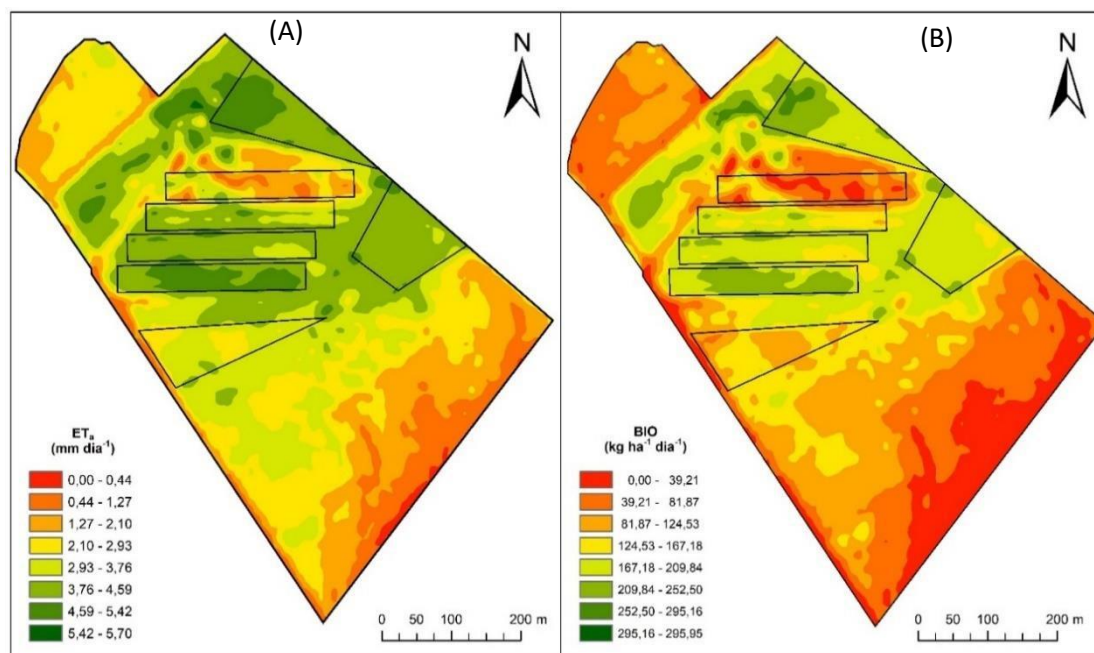 (A)
N
ETa
(mm dia-1)
0,00 - 0,44
0,44 - 1,27
1,27 - 2,10
2,10 - 2,93
2,93 - 3,76
3,76 - 4,59
4,59 - 5,42
5,42 - 5,70
0 50 100 200 m
(B)
N
BIO
(kg ha-1 dia-1)
0,00 - 39,21
39,21 - 81,87
81,87 - 124,53
124,53 - 167,18
167,18 - 209,84
209,84 - 252,50
252,50 - 295,16
295,16 - 295,95
0 50 100 200 m